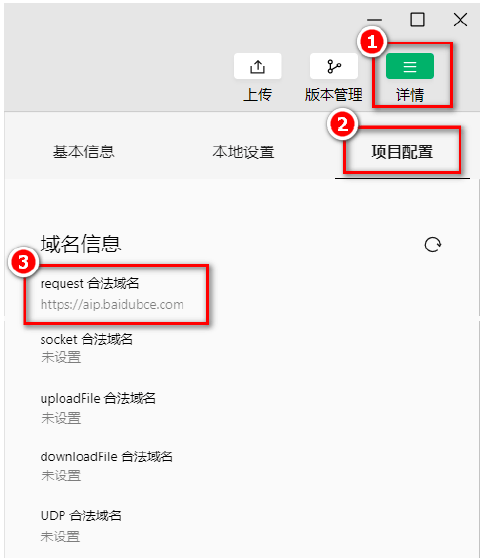 1
上传
版本管理
详情
2
基本信息
本地设置
项目配置
域名信息
3
request 合法域名
https://aip.baidubce.com
socket 合法域名
未设置
uploadFile 合法域名
未设置
downloadFile 合法域名
未设置
UDP 合法域名
未设置